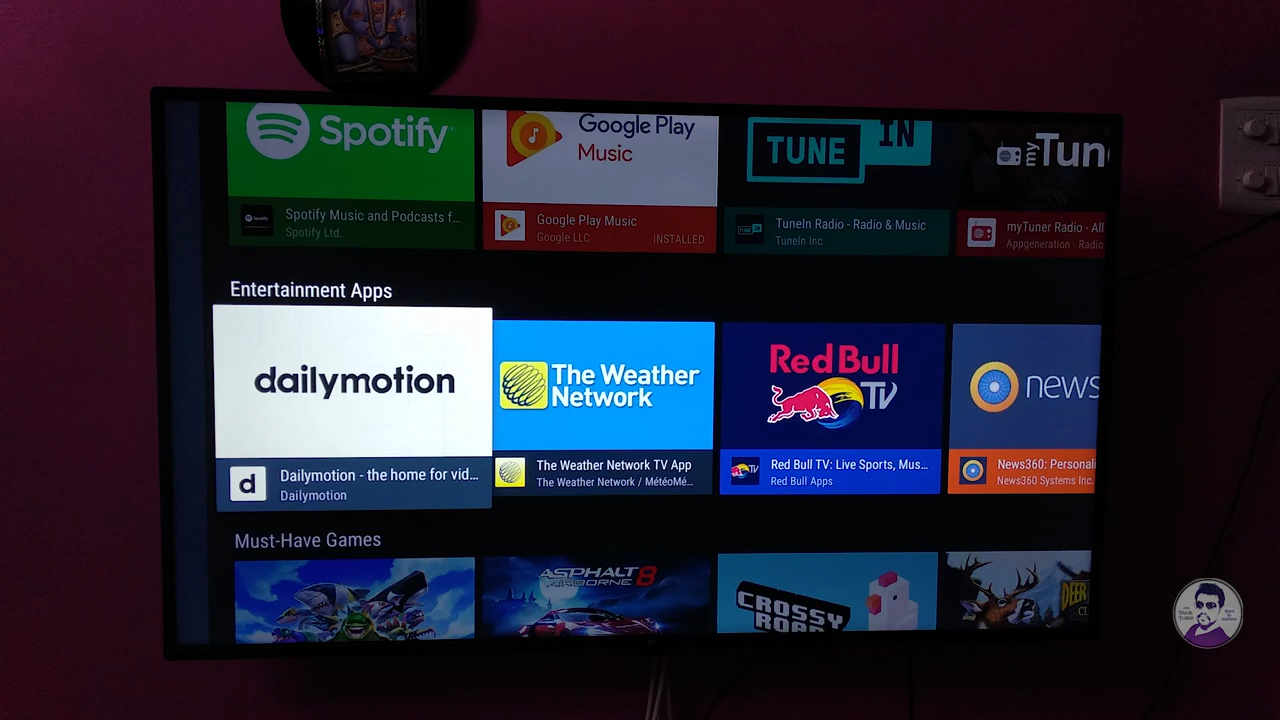 Spotify
Google Play
Music
TUNE
IN
myTun
Spotify Music and Podcasts f...
Spotify Ltd.
Google Play Music
Google LLC
INSTALLED
TuneIn Radio - Radio & Music
TuneIn Inc
myTuner Radio - All
Appgeneration - Radio
Entertainment Apps
dailymotion
The Weather
Network
Red Bull
TV
news
d
Dailymotion - the home for vid...
Dailymotion
The Weather Network TV App
The Weather Network / MétéoMé...
Red Bull TV: Live Sports, Mus...
Red Bull Apps
News360: Personali
News360 Systems Inc.
Must-Have Games
ASPHALT 8
AIRBORNE
CROSSY
ROAD
DEER